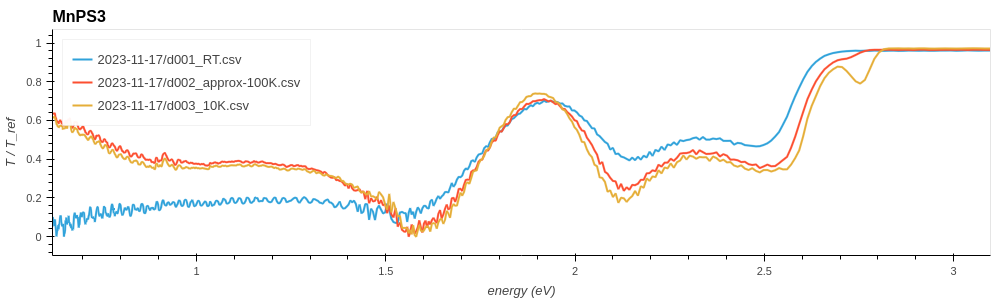 MnPS3
2023-11-17/d001_RT.csv
2023-11-17/d002_approx-100K.csv
2023-11-17/d003_10K.csv
T / T_ref
1
0.8
0.6
0.4
0.2
0
1
1.5
2
2.5
3
energy (eV)